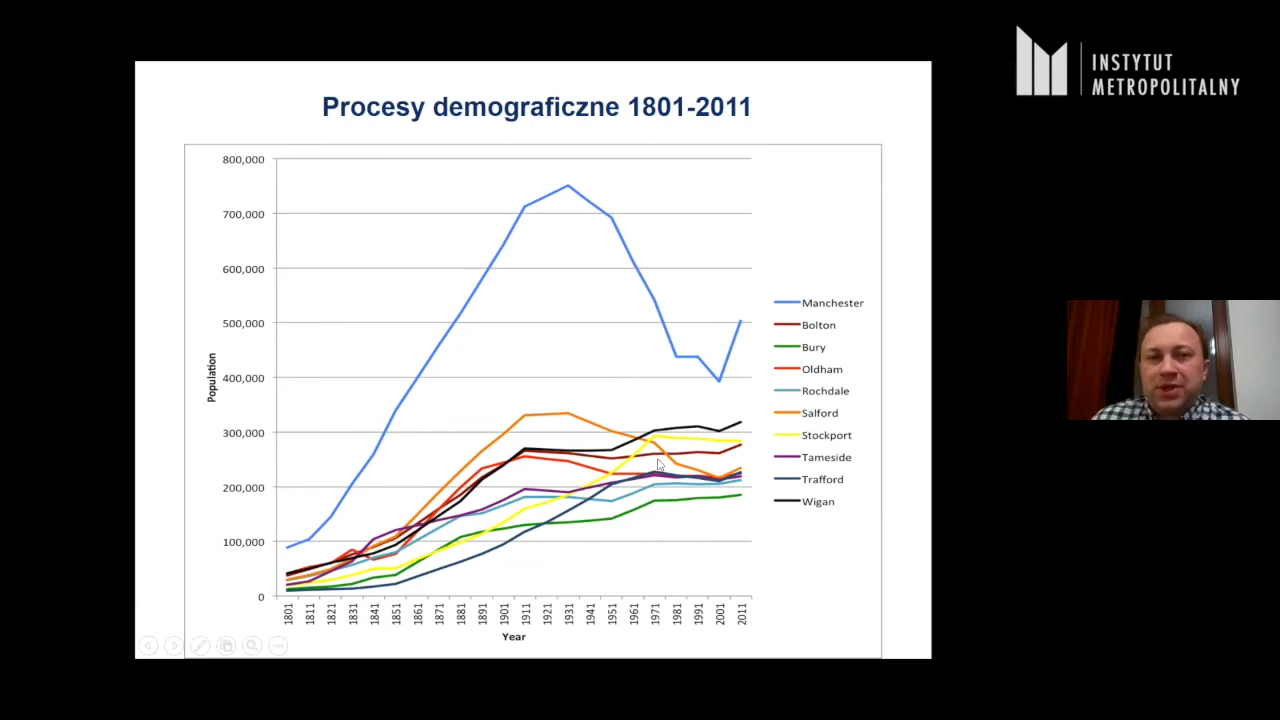 INSTYTUT
METROPOLITALNY
Procesy demograficzne 1801-2011
800,000
700,000
600,000
500,000
400,000
300,000
200,000
100,000
0
Population
1801
1811
1821
1831
1841
1851
1861
1871
1881
1891
1901
1911
1921
1931
1941
1951
1961
1971
1981
1991
2001
2011
Year
Manchester
Bolton
Bury
Oldham
Rochdale
Salford
Stockport
Tameside
Trafford
Wigan